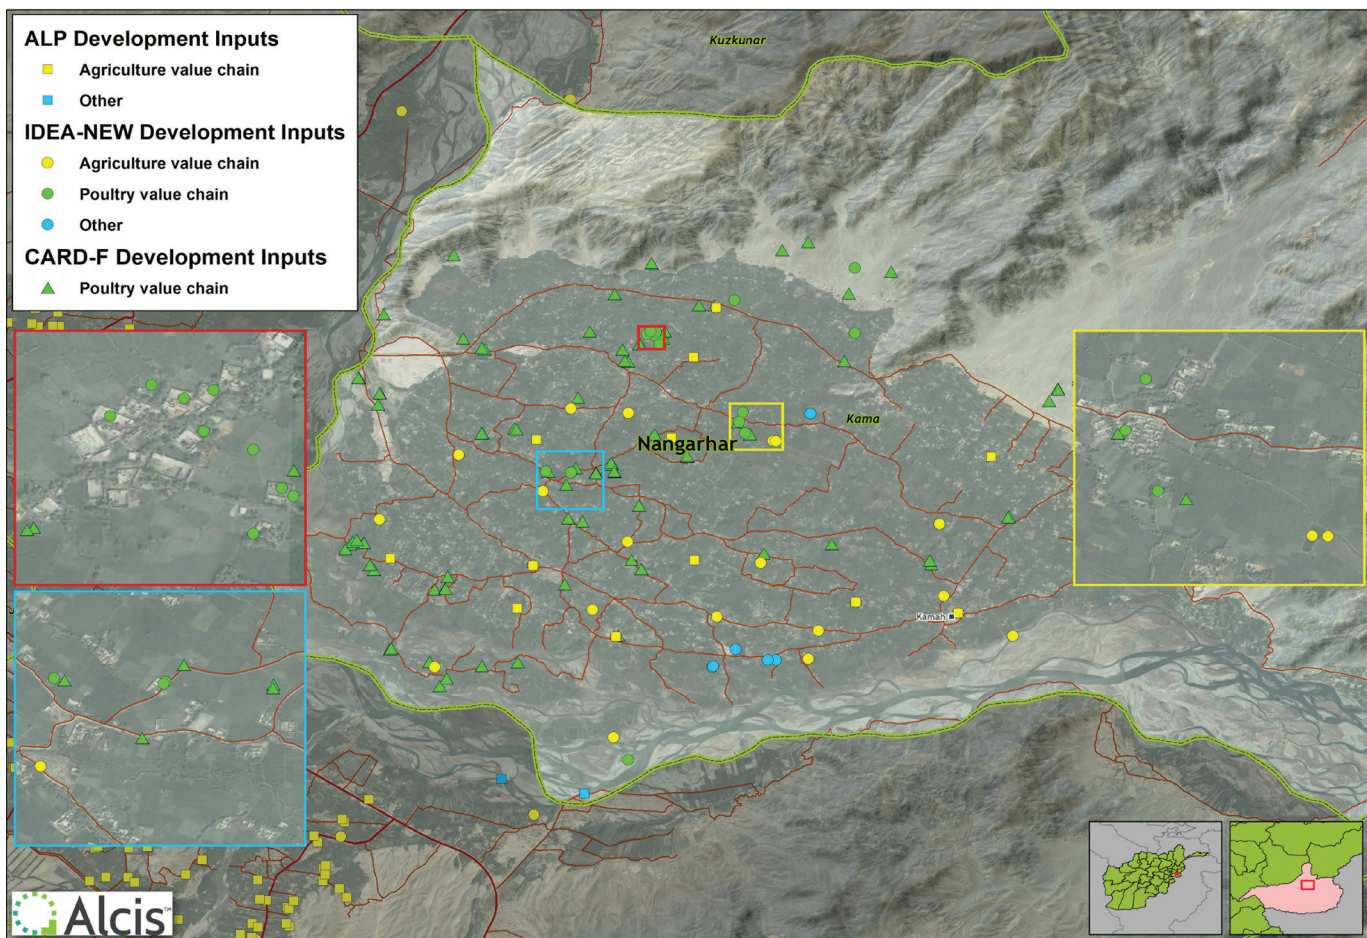 ALP Development Inputs
Agriculture value chain
Other
IDEA-NEW Development Inputs
Agriculture value chain
Poultry value chain
Other
CARD-F Development Inputs
Poultry value chain
Kuzkunar
Kama
Nangarhar
Kamah
Alcis™